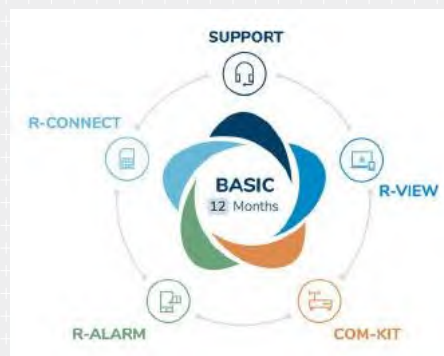 SUPPORT
R-CONNECT
R-VIEW
BASIC
12 Months
R-ALARM
COM-KIT